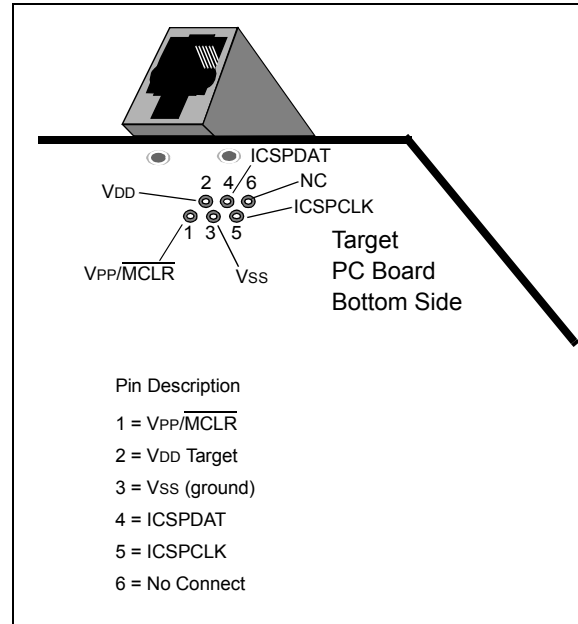 ICSPDAT
2 4 6 NC
VDD
ICSPCLK
1 3 5
Target
PC Board
Bottom Side
VPP/MCLR
VSS
Pin Description
1 = VPP/MCLR
2 = VDD Target
3 = VSS (ground)
4 = ICSPDAT
5 = ICSPCLK
6 = No Connect